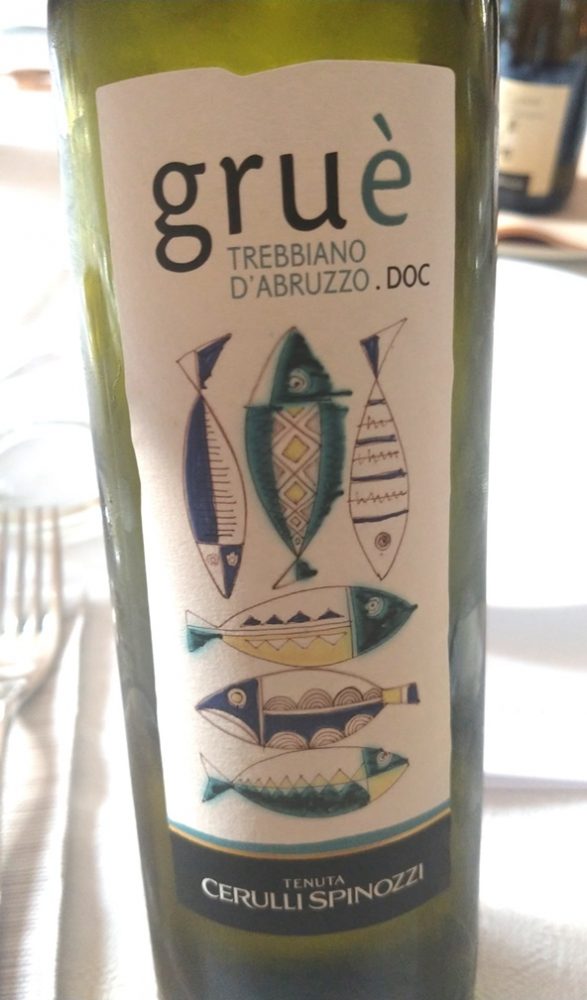 gruè
TREBBIANO
D'ABRUZZO.DOC
TENUTA
CERULLI SPINOZZI